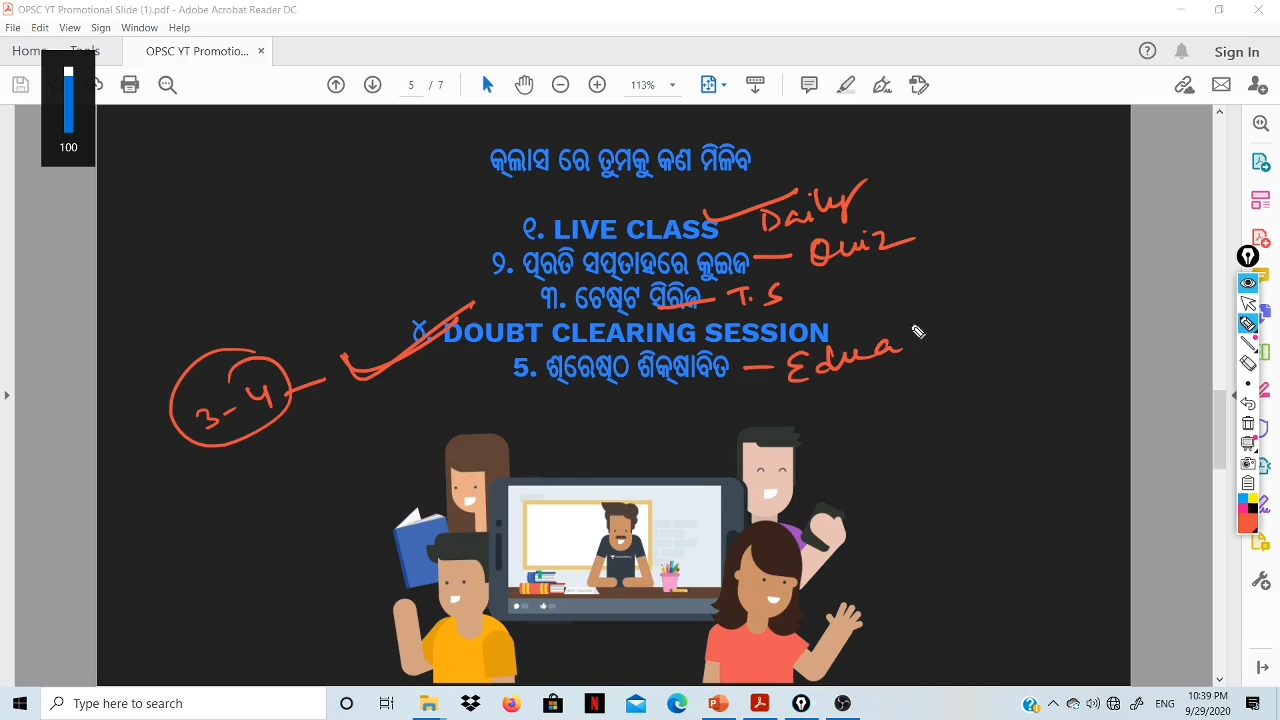 OPSC YT Promotional Slide (1).pdf - Adobe Acrobat Reader DC
File Edit View Sign Window Help
Home Tools OPSC YT Promotio... × Sign In
5 / 7 113%
100
କ୍ଲାସ ରେ ତୁମକୁ କଣ ମିଳିବ
୧. LIVE CLASS Daily
୨. ପ୍ରତି ସପ୍ତାହରେ କୁଇଜ — Quiz
୩. ଟେଷ୍ଟ ସିରିଜ T. S
୪. DOUBT CLEARING SESSION
3 - 4
5. ଶ୍ରେଷ୍ଠ ଶିକ୍ଷାବିତ —
Type here to search
ENG
10:39 PM
9/29/2020